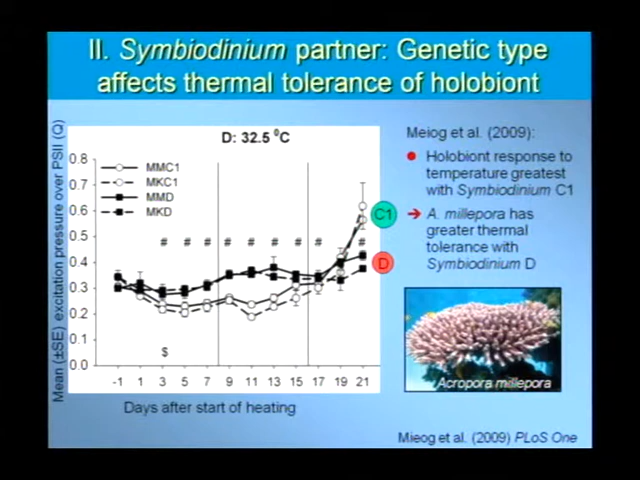 II. Symbiodinium partner: Genetic type
affects thermal tolerance of holobiont
Mean (±SE) excitation pressure over PSII (Q)
D: 32.5 ⁰C
MMC1
MKC1
MMD
MKD
0.8
0.7
0.6
0.5
0.4
0.3
0.2
0.1
0.0
# # # # # # # # #
$
-1 1 3 5 7 9 11 13 15 17 19 21
Days after start of heating
C1
D
Meiog et al. (2009):
Holobiont response to
temperature greatest
with Symbiodinium C1
A. millepora has
greater thermal
tolerance with
Symbiodinium D
Acropora millepora
Mieog et al. (2009) PLoS One